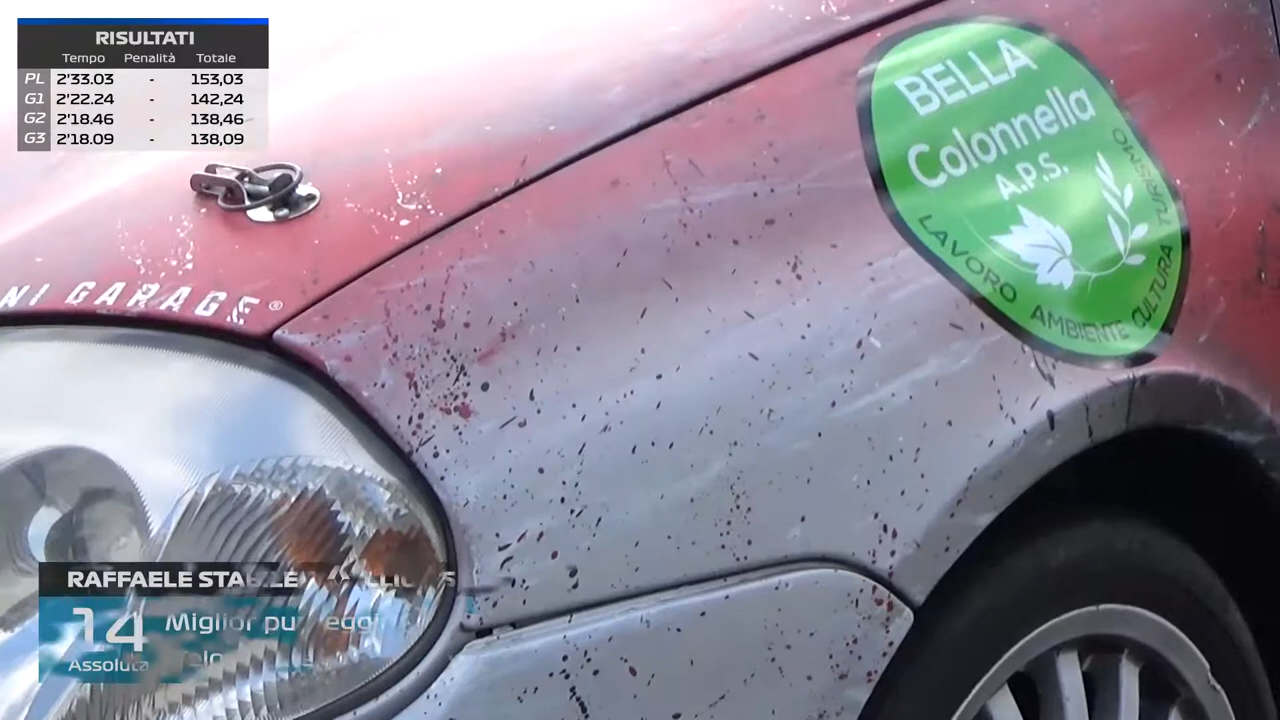 RISULTATI
Tempo Penalità Totale
PL 2'33.03 - 153,03
G1 2'22.24 - 142,24
G2 2'18.46 - 138,46
G3 2'18.09 - 138,09
BELLA
Colonnella
A.P.S.
LAVORO AMBIENTE CULTURA TURISMO
NI GARAGE®
RAFFAELE
14 Miglior
Assoluta